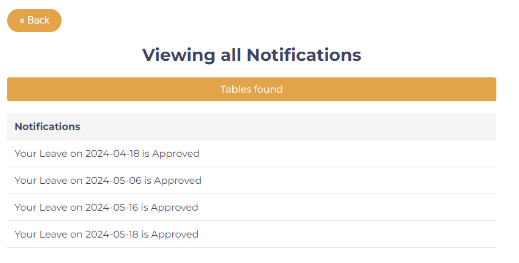 « Back
Viewing all Notifications
Tables found
Notifications
Your Leave on 2024-04-18 is Approved
Your Leave on 2024-05-06 is Approved
Your Leave on 2024-05-16 is Approved
Your Leave on 2024-05-18 is Approved